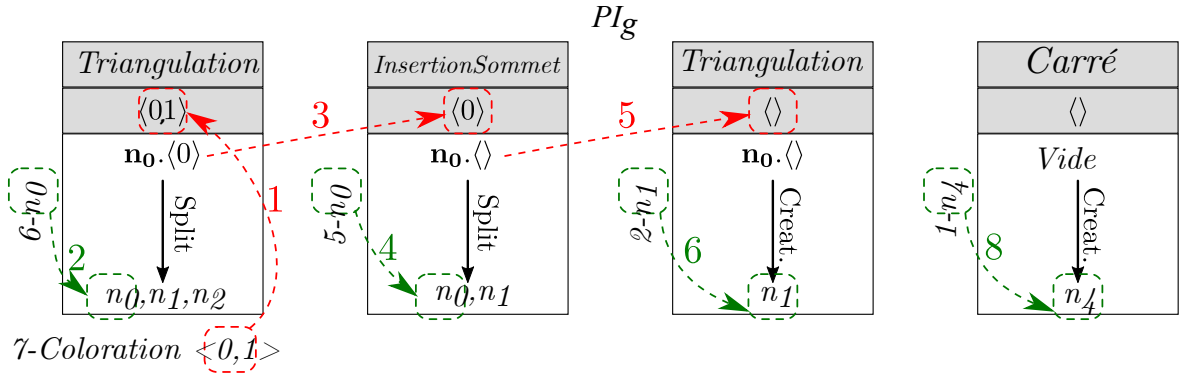 PIg
Triangulation
⟨0,1⟩
n0.⟨0⟩
Split
n0,n1,n2
6-n0
2
1
7-Coloration <0,1>
3
InsertionSommet
⟨0⟩
n0.⟨⟩
Split
n0,n1
5-n0
4
5
Triangulation
⟨⟩
n0.⟨⟩
Creat.
n1
2-n1
6
Carré
⟨⟩
Vide
Creat.
n4
1-n4
8